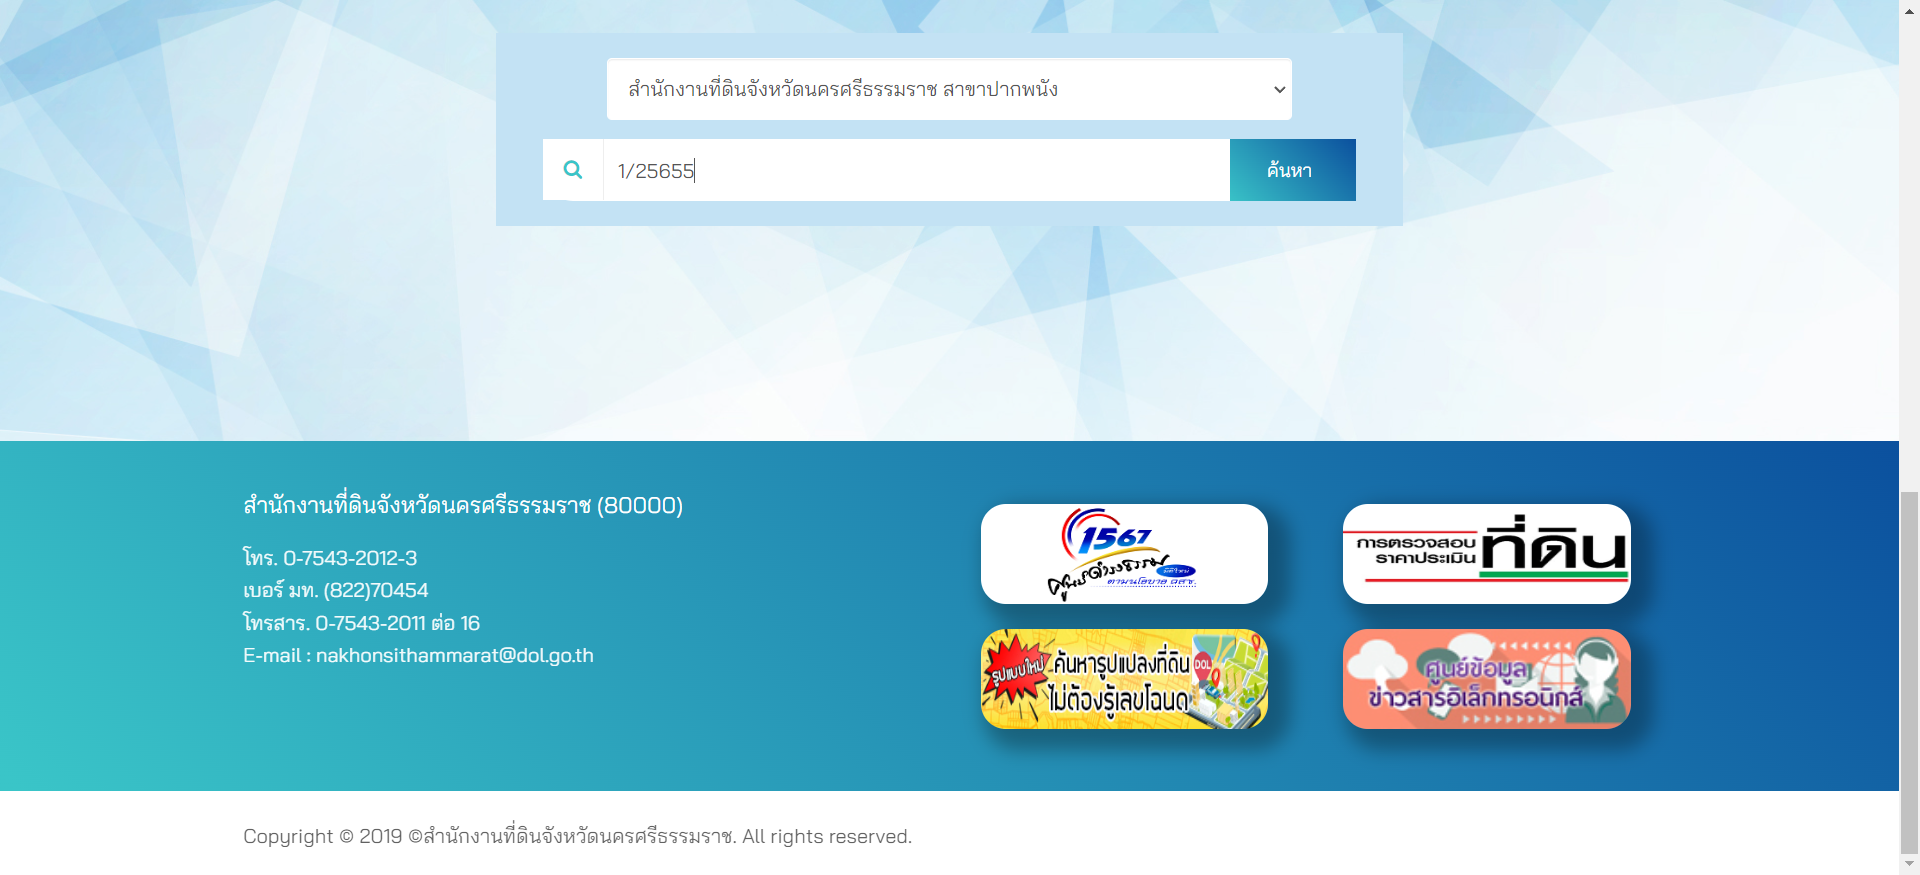 สำนักงานที่ดินจังหวัดนครศรีธรรมราช สาขาปากพนัง
1/25655
ค้นหา
สำนักงานที่ดินจังหวัดนครศรีธรรมราช (80000)
โทร. 0-7543-2012-3
เบอร์ มท. (822)70454
โทรสาร. 0-7543-2011 ต่อ 16
E-mail : nakhonsithammarat@dol.go.th
1567
ศูนย์ดำรงธรรม
ตามนโยบาย คสช.
การตรวจสอบ
ราคาประเมิน
ที่ดิน
รูปแบบใหม่
ค้นหารูปแปลงที่ดิน
ไม่ต้องรู้เลขโฉนด
DOL
ศูนย์ข้อมูล
ข่าวสารอิเล็กทรอนิกส์
Copyright © 2019 ©สำนักงานที่ดินจังหวัดนครศรีธรรมราช. All rights reserved.